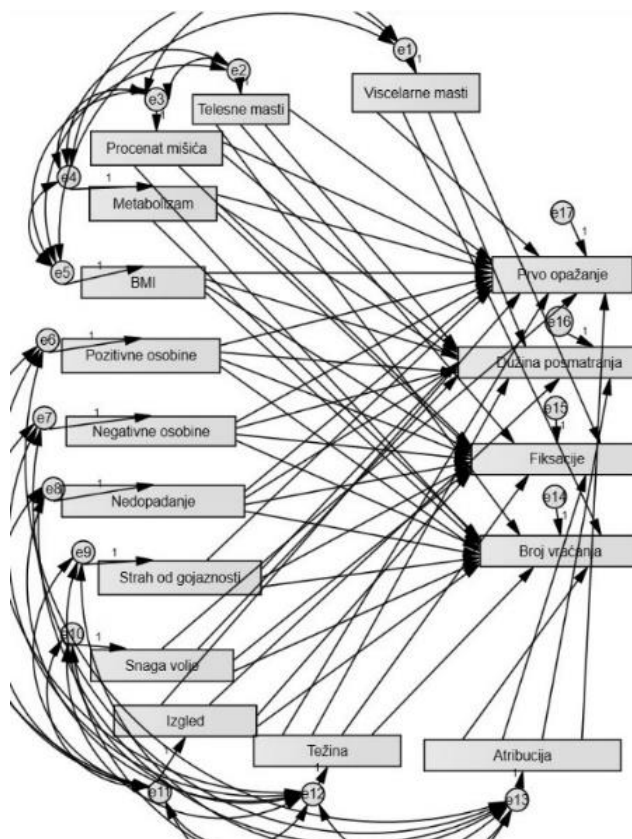 e1
1
Viscelarne masti
e2
1
Telesne masti
e3
1
Procenat mišića
e4
1
Metabolizam
e5
1
BMI
e6
1
Pozitivne osobine
e7
1
Negativne osobine
e8
1
Nedopadanje
e9
1
Strah od gojaznosti
e10
1
Snaga volje
Izgled
1
e11
Težina
1
e12
Atribucija
1
e13
e17
1
Prvo opažanje
e16
1
Dužina posmatranja
e15
1
Fiksacije
e14
1
Broj vraćanja